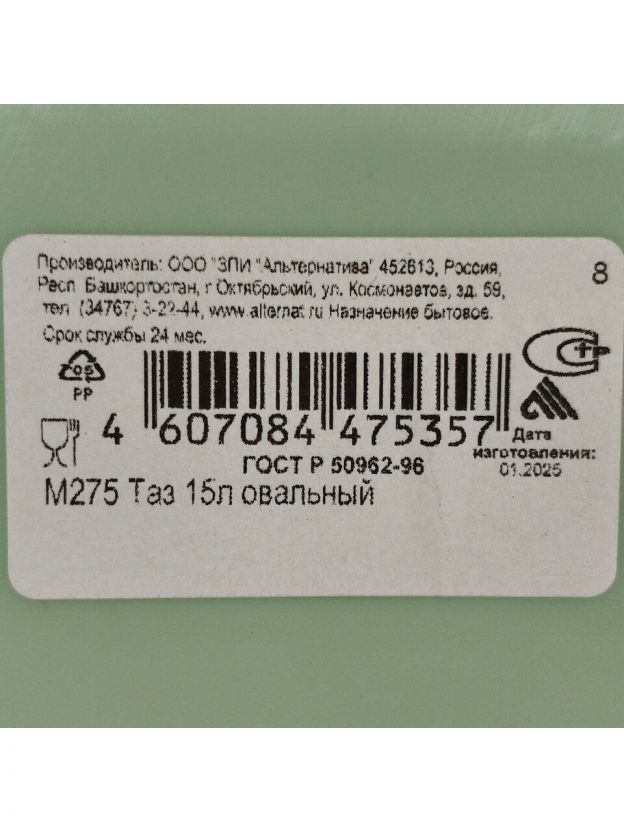 Производитель: ООО "ЗПИ "Альтернатива" 452613, Россия,
Респ. Башкортостан, г Октябрьский, ул. Космонавтов, зд. 59,
тел. (34767) 3-22-44, www.alternat.ru Назначение бытовое.
Срок службы 24 мес.
8
05
PP
4 607084 475357
ГОСТ Р 50962-96
Дата
изготовления:
01.2025
М275 Таз 15л овальный